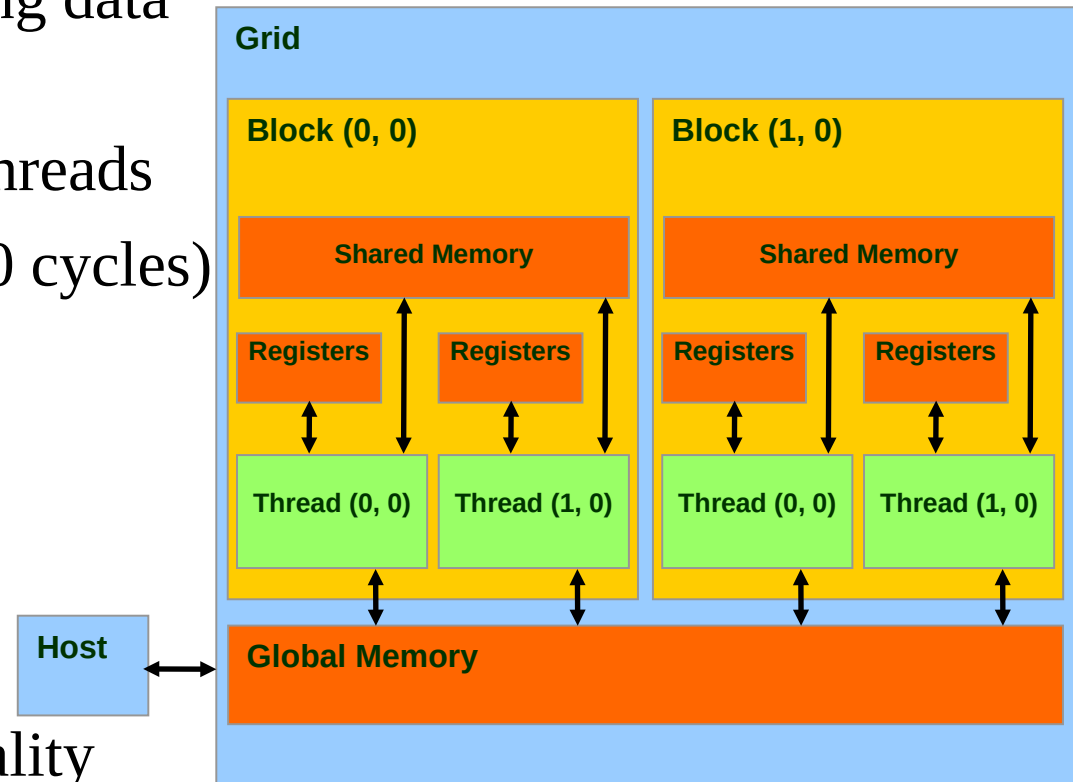 ng data
Grid
Block (0, 0)
Block (1, 0)
hreads
0 cycles)
Shared Memory
Shared Memory
Registers
Registers
Registers
Registers
Thread (0, 0)
Thread (1, 0)
Thread (0, 0)
Thread (1, 0)
Host
Global Memory
ality